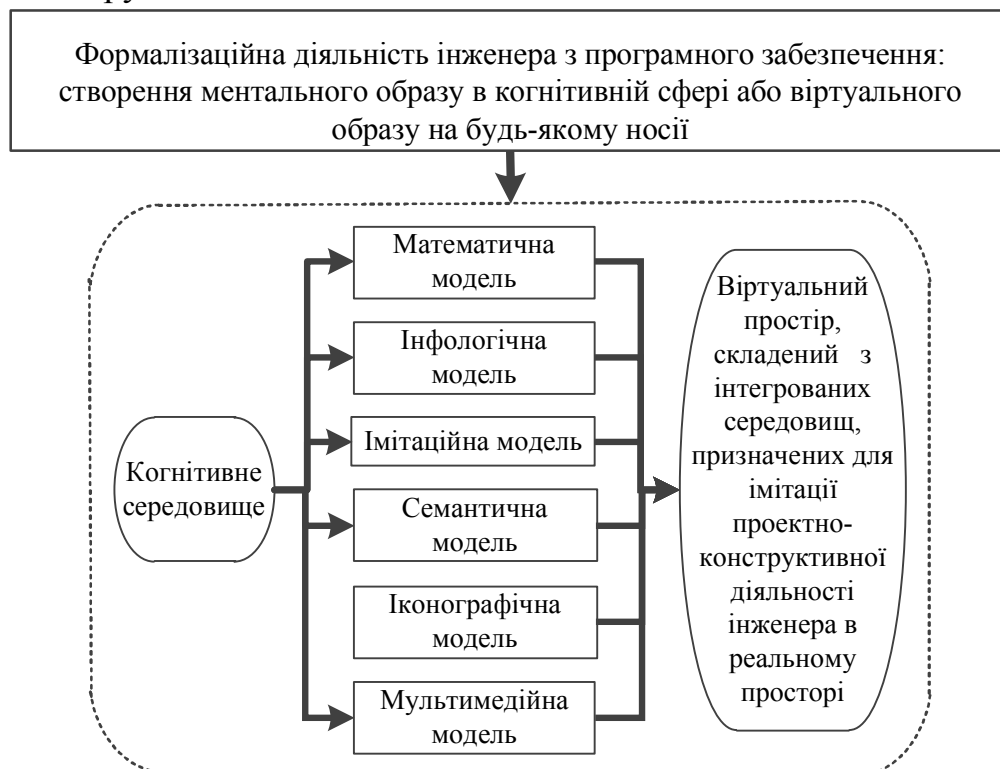 Формалізаційна діяльність інженера з програмного забезпечення:
створення ментального образу в когнітивній сфері або віртуального
образу на будь-якому носії
Когнітивне
середовище
Математична
модель
Інфологічна
модель
Імітаційна модель
Семантична
модель
Іконографічна
модель
Мультимедійна
модель
Віртуальний
простір,
складений з
інтегрованих
середовищ,
призначених для
імітації
проектно-
конструктивної
діяльності
інженера в
реальному
просторі